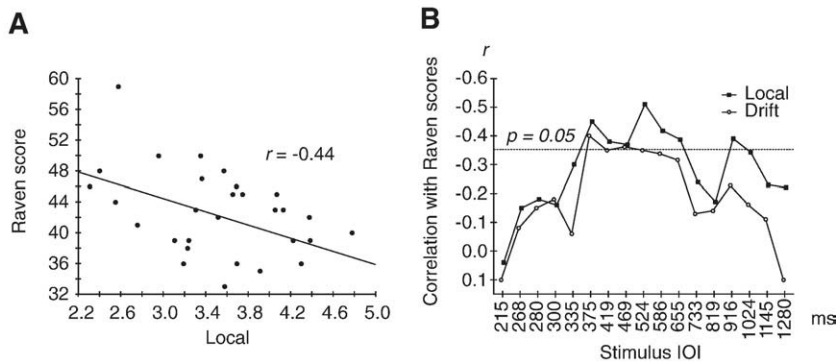 A
Raven score
60
56
52
48
44
40
36
32
r = -0.44
2.2 2.6 3.0 3.4 3.8 4.2 4.6 5.0
Local
B
r
Correlation with Raven scores
-0.6
-0.5
-0.4
-0.3
-0.2
-0.1
0.0
0.1
Local
Drift
p = 0.05
215 268 280 300 335 375 419 469 524 586 655 733 819 916 1024 1145 1280 ms
Stimulus IOI